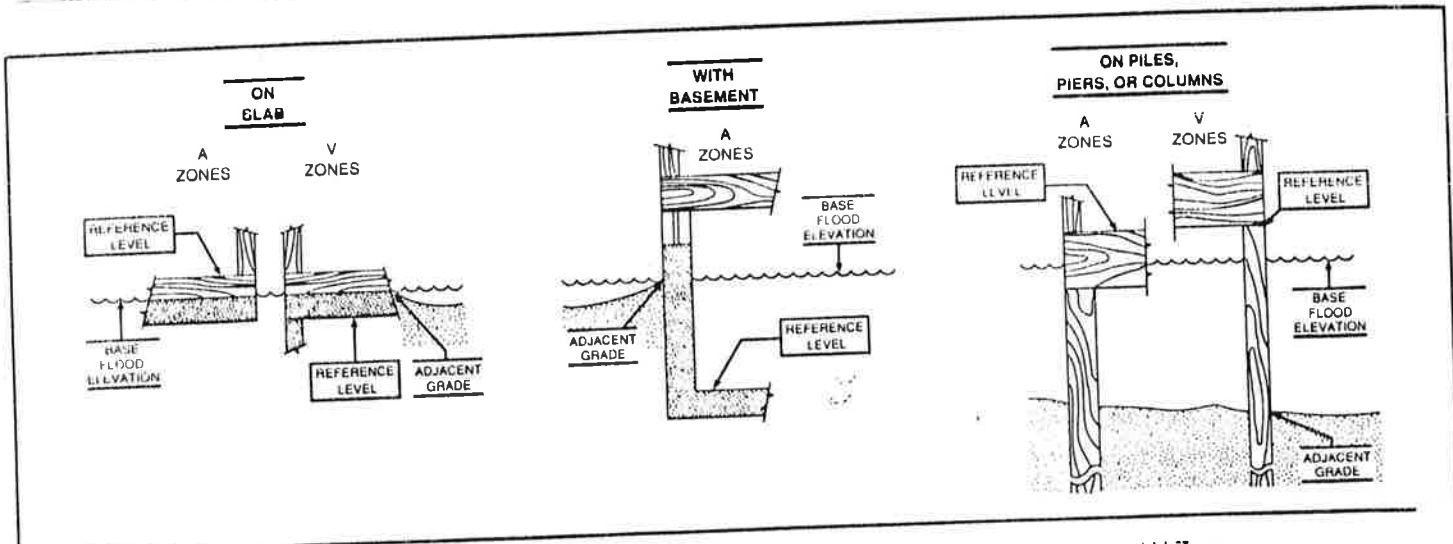 ON
SLAB
A
ZONES
V
ZONES
REFERENCE
LEVEL
BASE
FLOOD
ELEVATION
REFERENCE
LEVEL
ADJACENT
GRADE
WITH
BASEMENT
A
ZONES
BASE
FLOOD
ELEVATION
ADJACENT
GRADE
REFERENCE
LEVEL
ON PILES,
PIERS, OR COLUMNS
A
ZONES
V
ZONES
REFERENCE
LEVEL
REFERENCE
LEVEL
BASE
FLOOD
ELEVATION
ADJACENT
GRADE